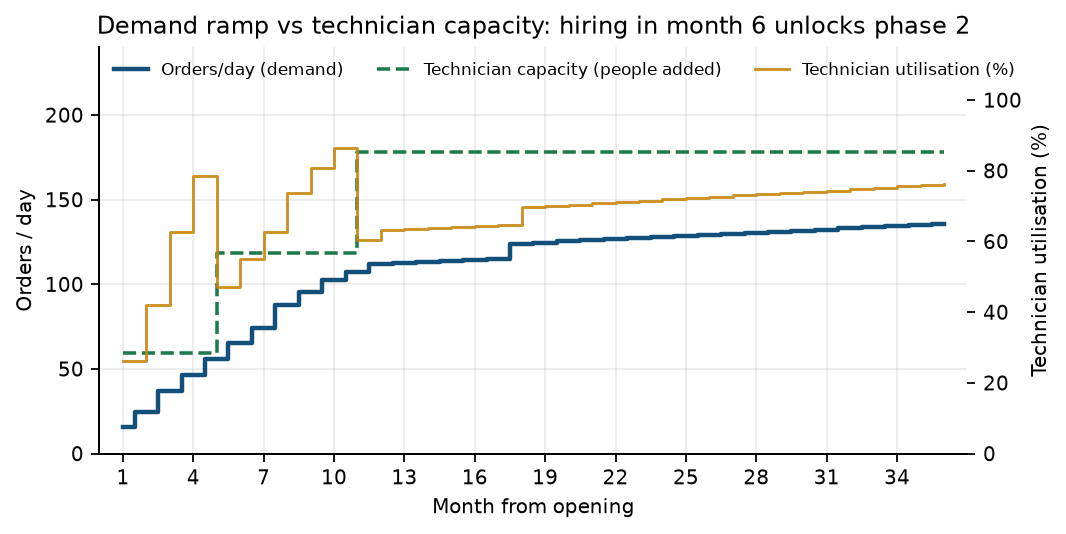 Demand ramp vs technician capacity: hiring in month 6 unlocks phase 2
Orders/day (demand)
Technician capacity (people added)
Technician utilisation (%)
Orders / day
200
150
100
50
0
100
80
60
40
20
0
Technician utilisation (%)
1 4 7 10 13 16 19 22 25 28 31 34
Month from opening